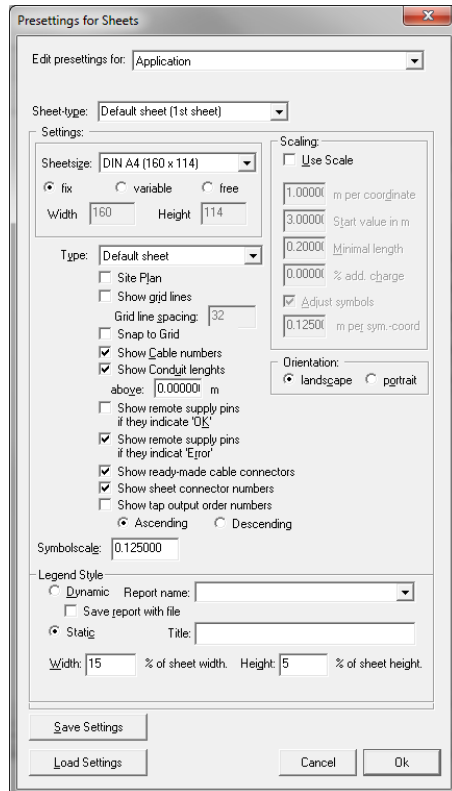 Presettings for Sheets
Edit presettings for: Application
Sheet-type: Default sheet (1st sheet)
Settings:
Sheetsize: DIN A4 (160 x 114)
fix variable free
Width 160 Height 114
Type: Default sheet
Site Plan
Show grid lines
Grid line spacing: 32
Snap to Grid
Show Cable numbers
Show Conduit lenghts
above: 0.00000 m
Show remote supply pins
if they indicate 'OK'
Show remote supply pins
if they indicat 'Error'
Show ready-made cable connectors
Show sheet connector numbers
Show tap output order numbers
Ascending Descending
Symbolscale: 0.125000
Scaling:
Use Scale
1.00000 m per coordinate
3.00000 Start value in m
0.20000 Minimal length
0.00000 % add. charge
Adjust symbols
0.12500 m per sym.-coord
Orientation:
landscape portrait
Legend Style
Dynamic Report name:
Save report with file
Static Title:
Width: 15 % of sheet width. Height: 5 % of sheet height.
Save Settings
Load Settings Cancel Ok